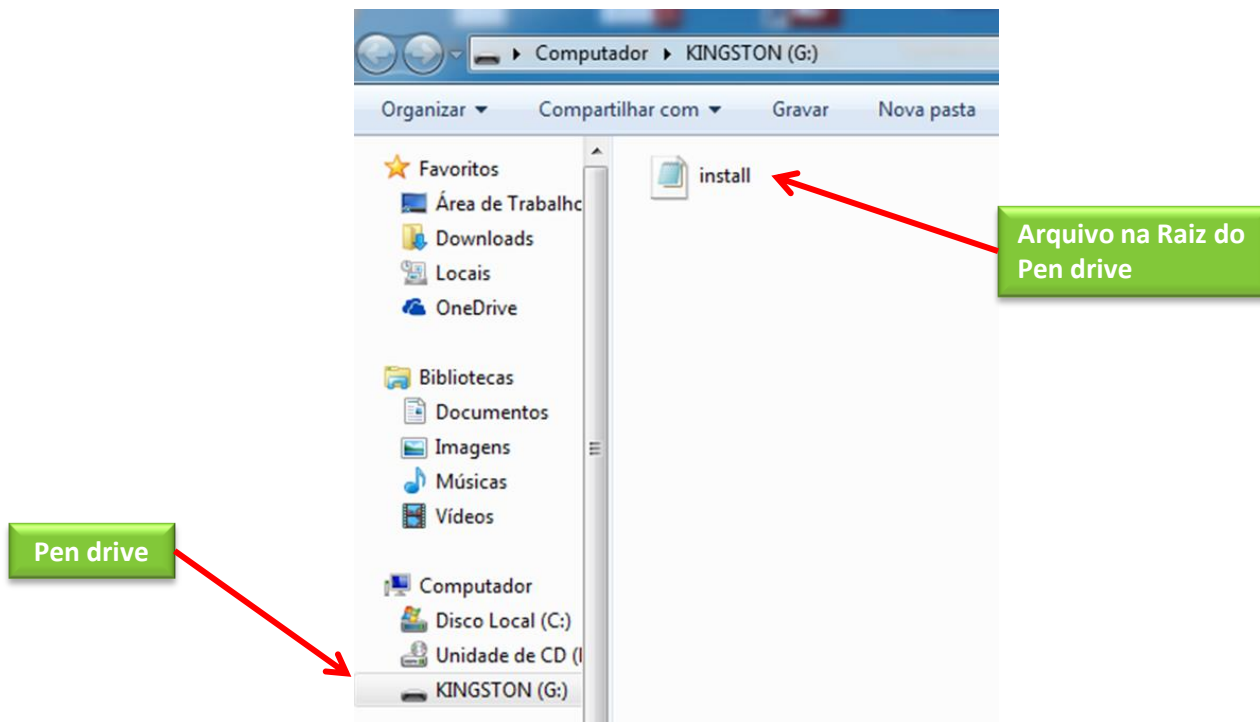 Computador KINGSTON (G:)
Organizar Compartilhar com Gravar Nova pasta
Favoritos
Área de Trabalho
Downloads
Locais
OneDrive
Bibliotecas
Documentos
Imagens
Músicas
Vídeos
Computador
Disco Local (C:)
Unidade de CD (
KINGSTON (G:)
install
Arquivo na Raiz do
Pen drive
Pen drive